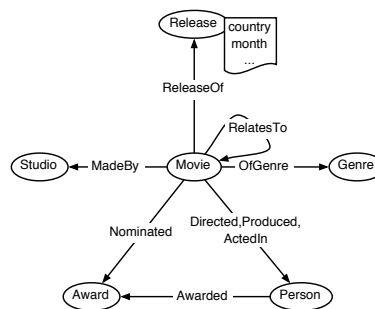 Release
country
month
...
ReleaseOf
RelatesTo
Studio
MadeBy
Movie
OfGenre
Genre
Nominated
Directed,Produced,
ActedIn
Award
Awarded
Person